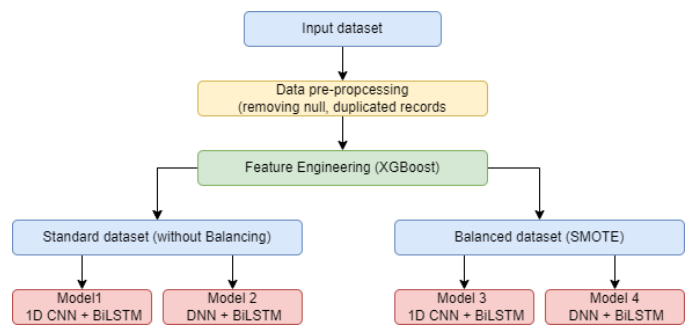 Input dataset
Data pre-propcessing
(removing null, duplicated records
Feature Engineering (XGBoost)
Standard dataset (without Balancing)
Balanced dataset (SMOTE)
Model1
1D CNN + BiLSTM
Model 2
DNN + BiLSTM
Model 3
1D CNN + BiLSTM
Model 4
DNN + BiLSTM